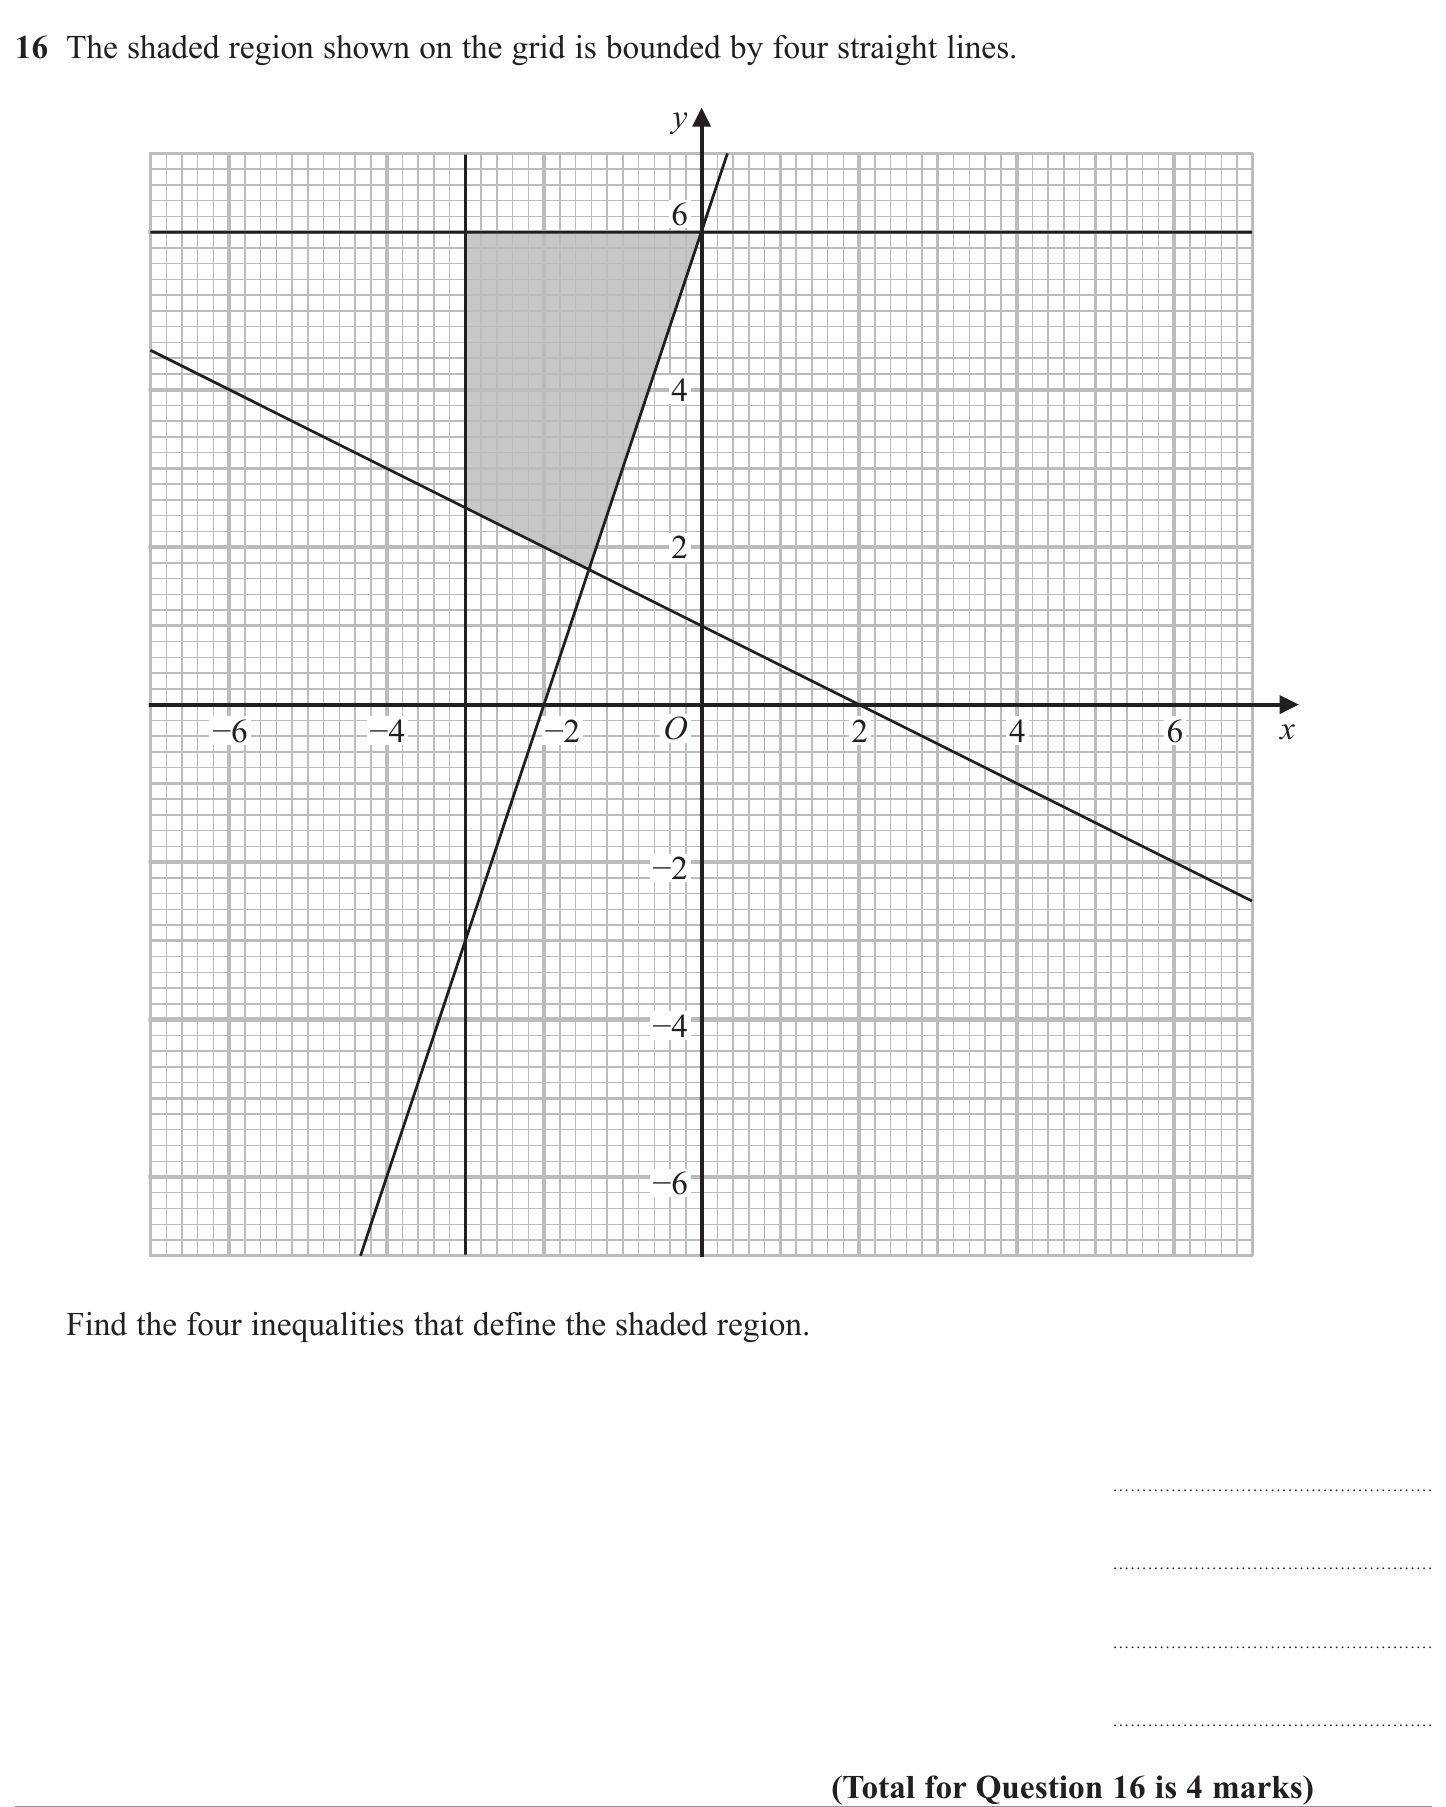 16 The shaded region shown on the grid is bounded by four straight lines.
y
6
4
2
−6 −4 −2 O 2 4 6 x
−2
−4
−6
Find the four inequalities that define the shaded region.
(Total for Question 16 is 4 marks)